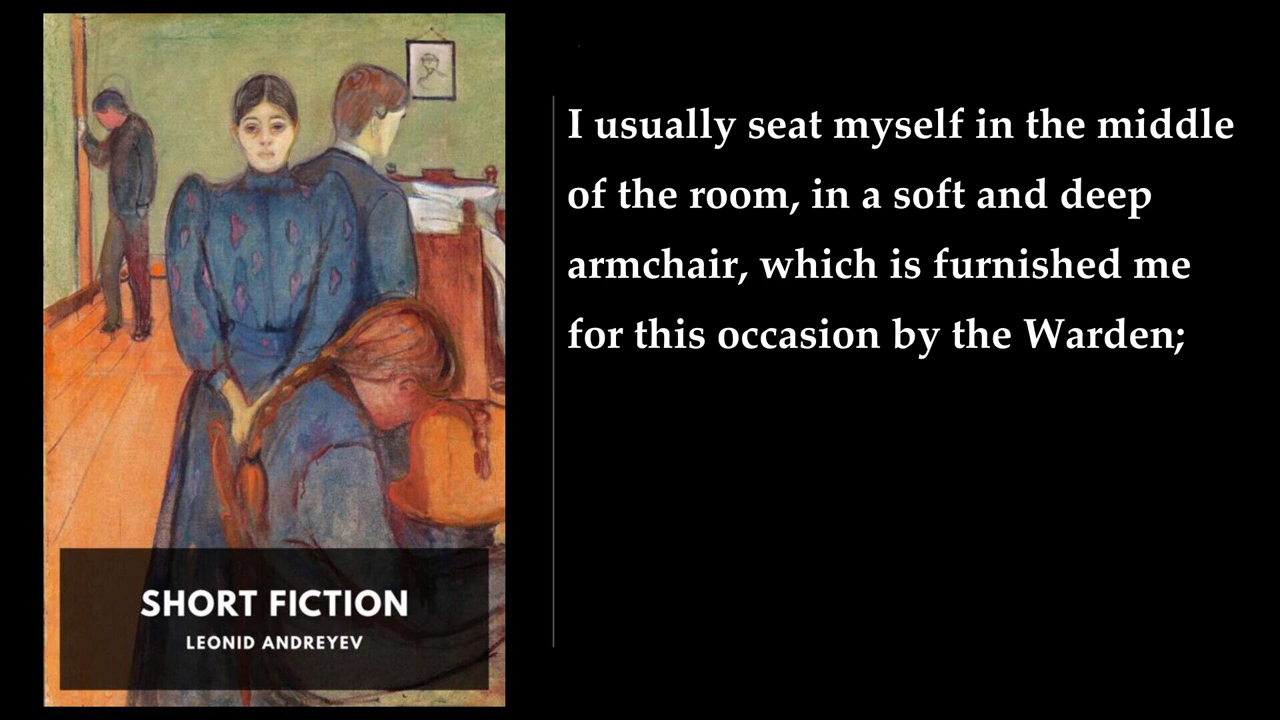 SHORT FICTION
LEONID ANDREYEV
I usually seat myself in the middle
of the room, in a soft and deep
armchair, which is furnished me
for this occasion by the Warden;